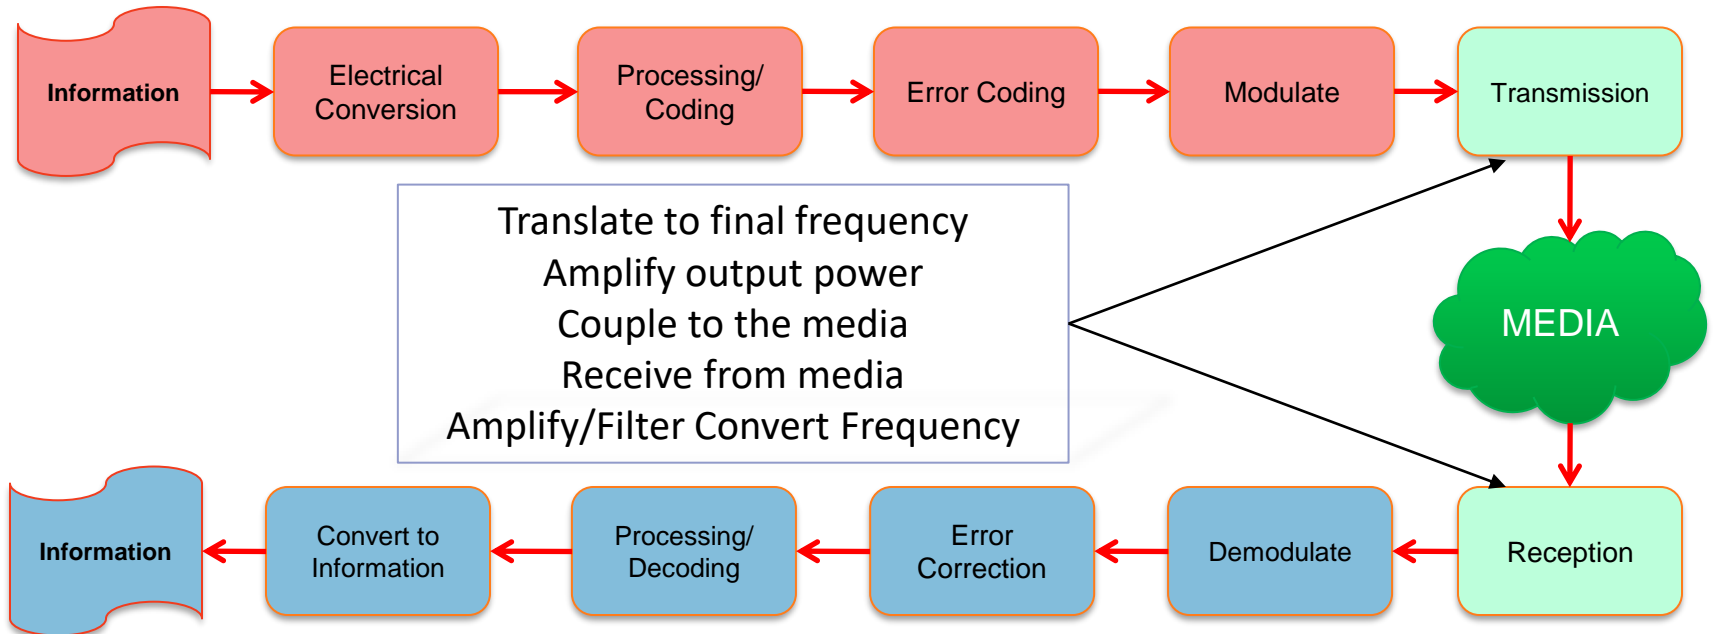 Information
Electrical
Conversion
Processing/
Coding
Error Coding
Modulate
Transmission
Translate to final frequency
Amplify output power
Couple to the media
Receive from media
Amplify/Filter Convert Frequency
MEDIA
Information
Convert to
Information
Processing/
Decoding
Error
Correction
Demodulate
Reception